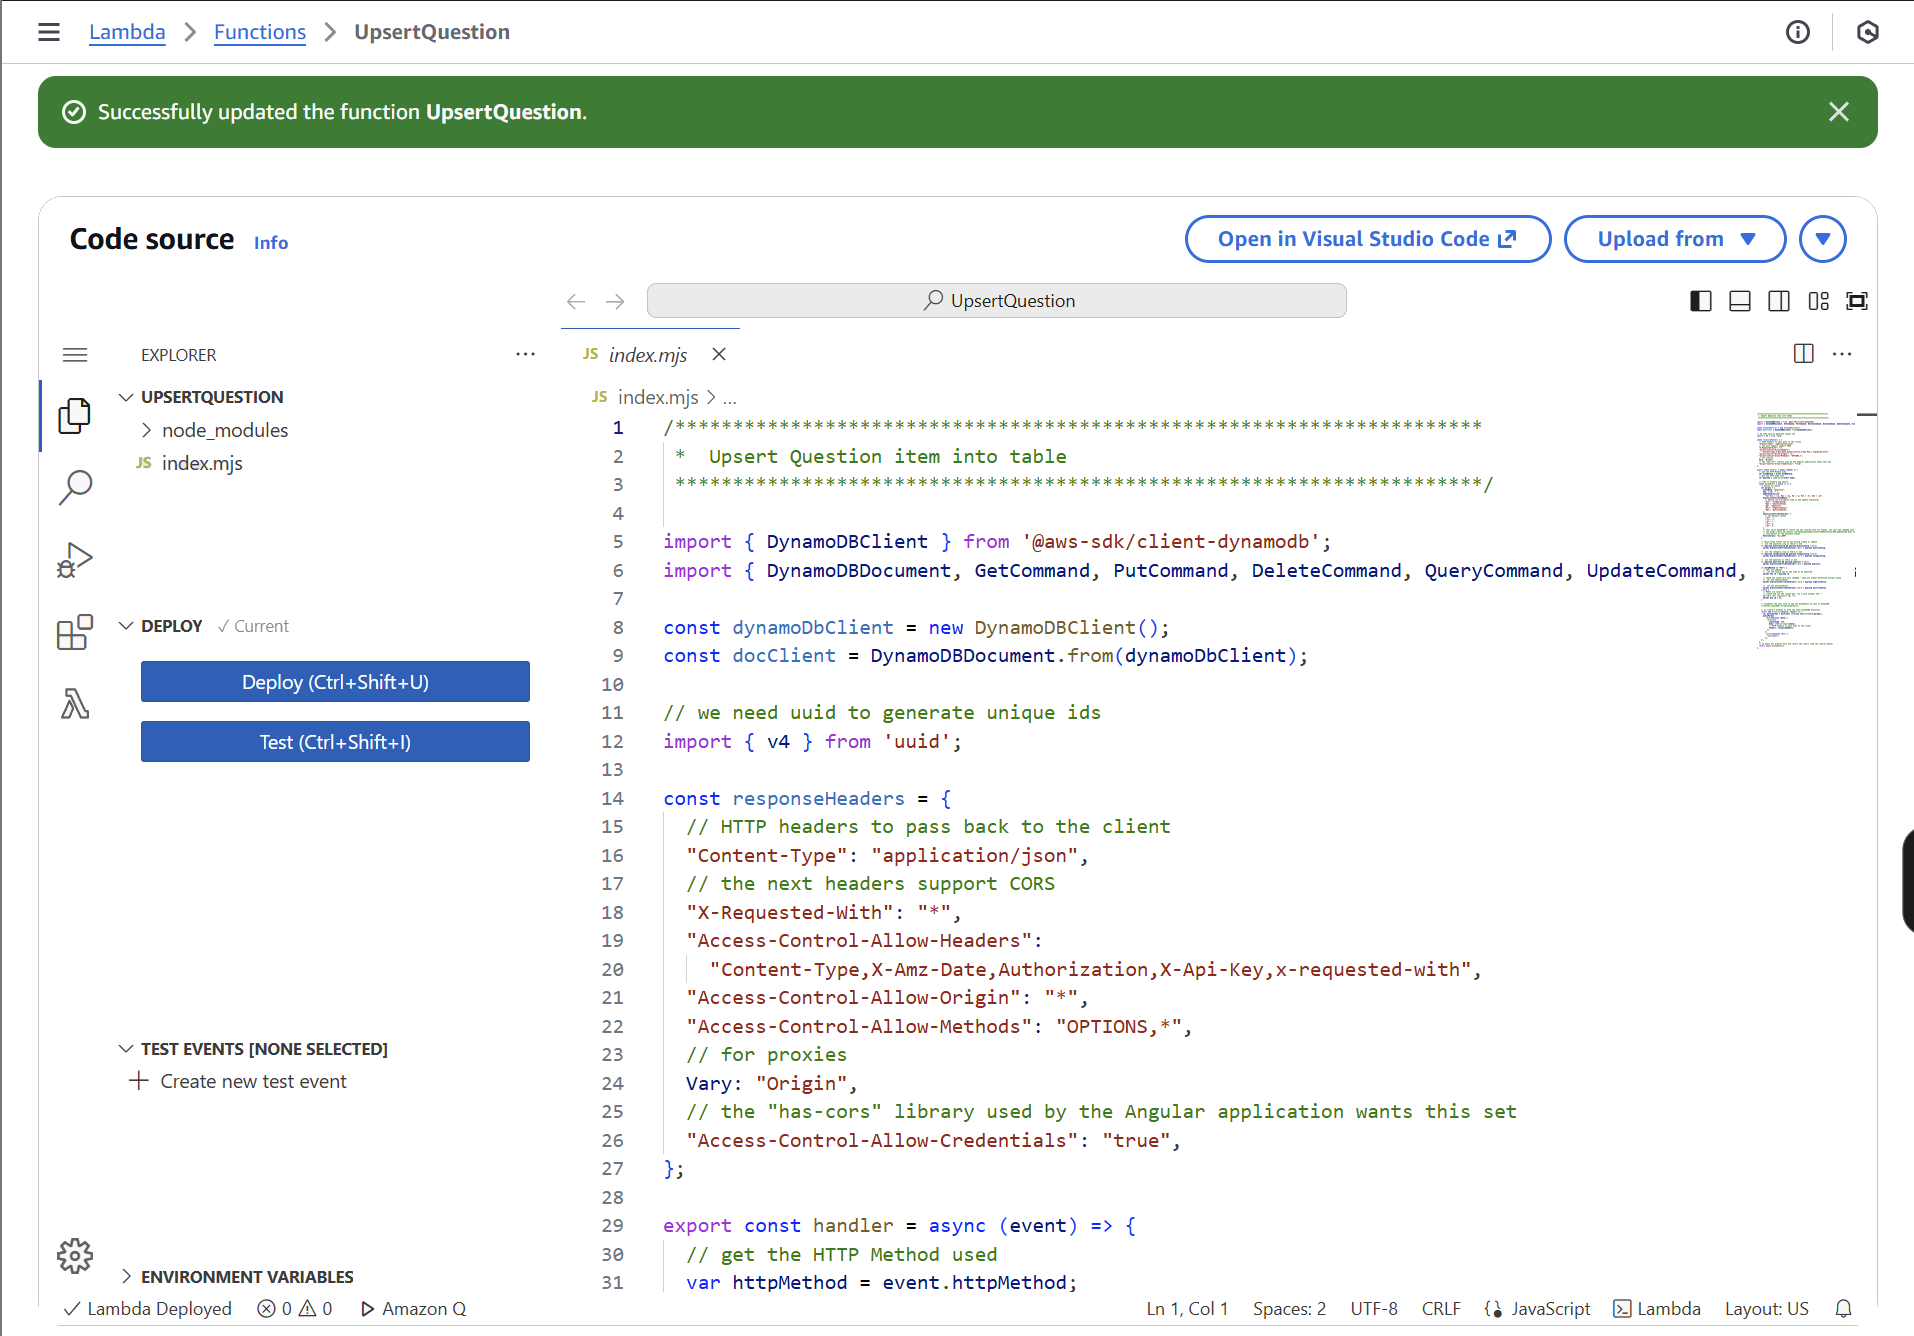 Lambda > Functions > UpsertQuestion
Successfully updated the function UpsertQuestion.
Code source Info
Open in Visual Studio Code
Upload from
UpsertQuestion
EXPLORER ...
UPSERTQUESTION
node_modules
JS index.mjs
DEPLOY ✓ Current
Deploy (Ctrl+Shift+U)
Test (Ctrl+Shift+I)
TEST EVENTS [NONE SELECTED]
+ Create new test event
ENVIRONMENT VARIABLES
JS index.mjs
JS index.mjs > ...
1 /**********************************************************************
2  *  Upsert Question item into table
3  **********************************************************************/
4
5 import { DynamoDBClient } from '@aws-sdk/client-dynamodb';
6 import { DynamoDBDocument, GetCommand, PutCommand, DeleteCommand, QueryCommand, UpdateCommand,
7
8 const dynamoDbClient = new DynamoDBClient();
9 const docClient = DynamoDBDocument.from(dynamoDbClient);
10
11 // we need uuid to generate unique ids
12 import { v4 } from 'uuid';
13
14 const responseHeaders = {
15   // HTTP headers to pass back to the client
16   "Content-Type": "application/json",
17   // the next headers support CORS
18   "X-Requested-With": "*",
19   "Access-Control-Allow-Headers":
20     "Content-Type,X-Amz-Date,Authorization,X-Api-Key,x-requested-with",
21   "Access-Control-Allow-Origin": "*",
22   "Access-Control-Allow-Methods": "OPTIONS,*",
23   // for proxies
24   Vary: "Origin",
25   // the "has-cors" library used by the Angular application wants this set
26   "Access-Control-Allow-Credentials": "true",
27 };
28
29 export const handler = async (event) => {
30   // get the HTTP Method used
31   var httpMethod = event.httpMethod;
Lambda Deployed 0 0 Amazon Q
Ln 1, Col 1 Spaces: 2 UTF-8 CRLF {} JavaScript Lambda Layout: US